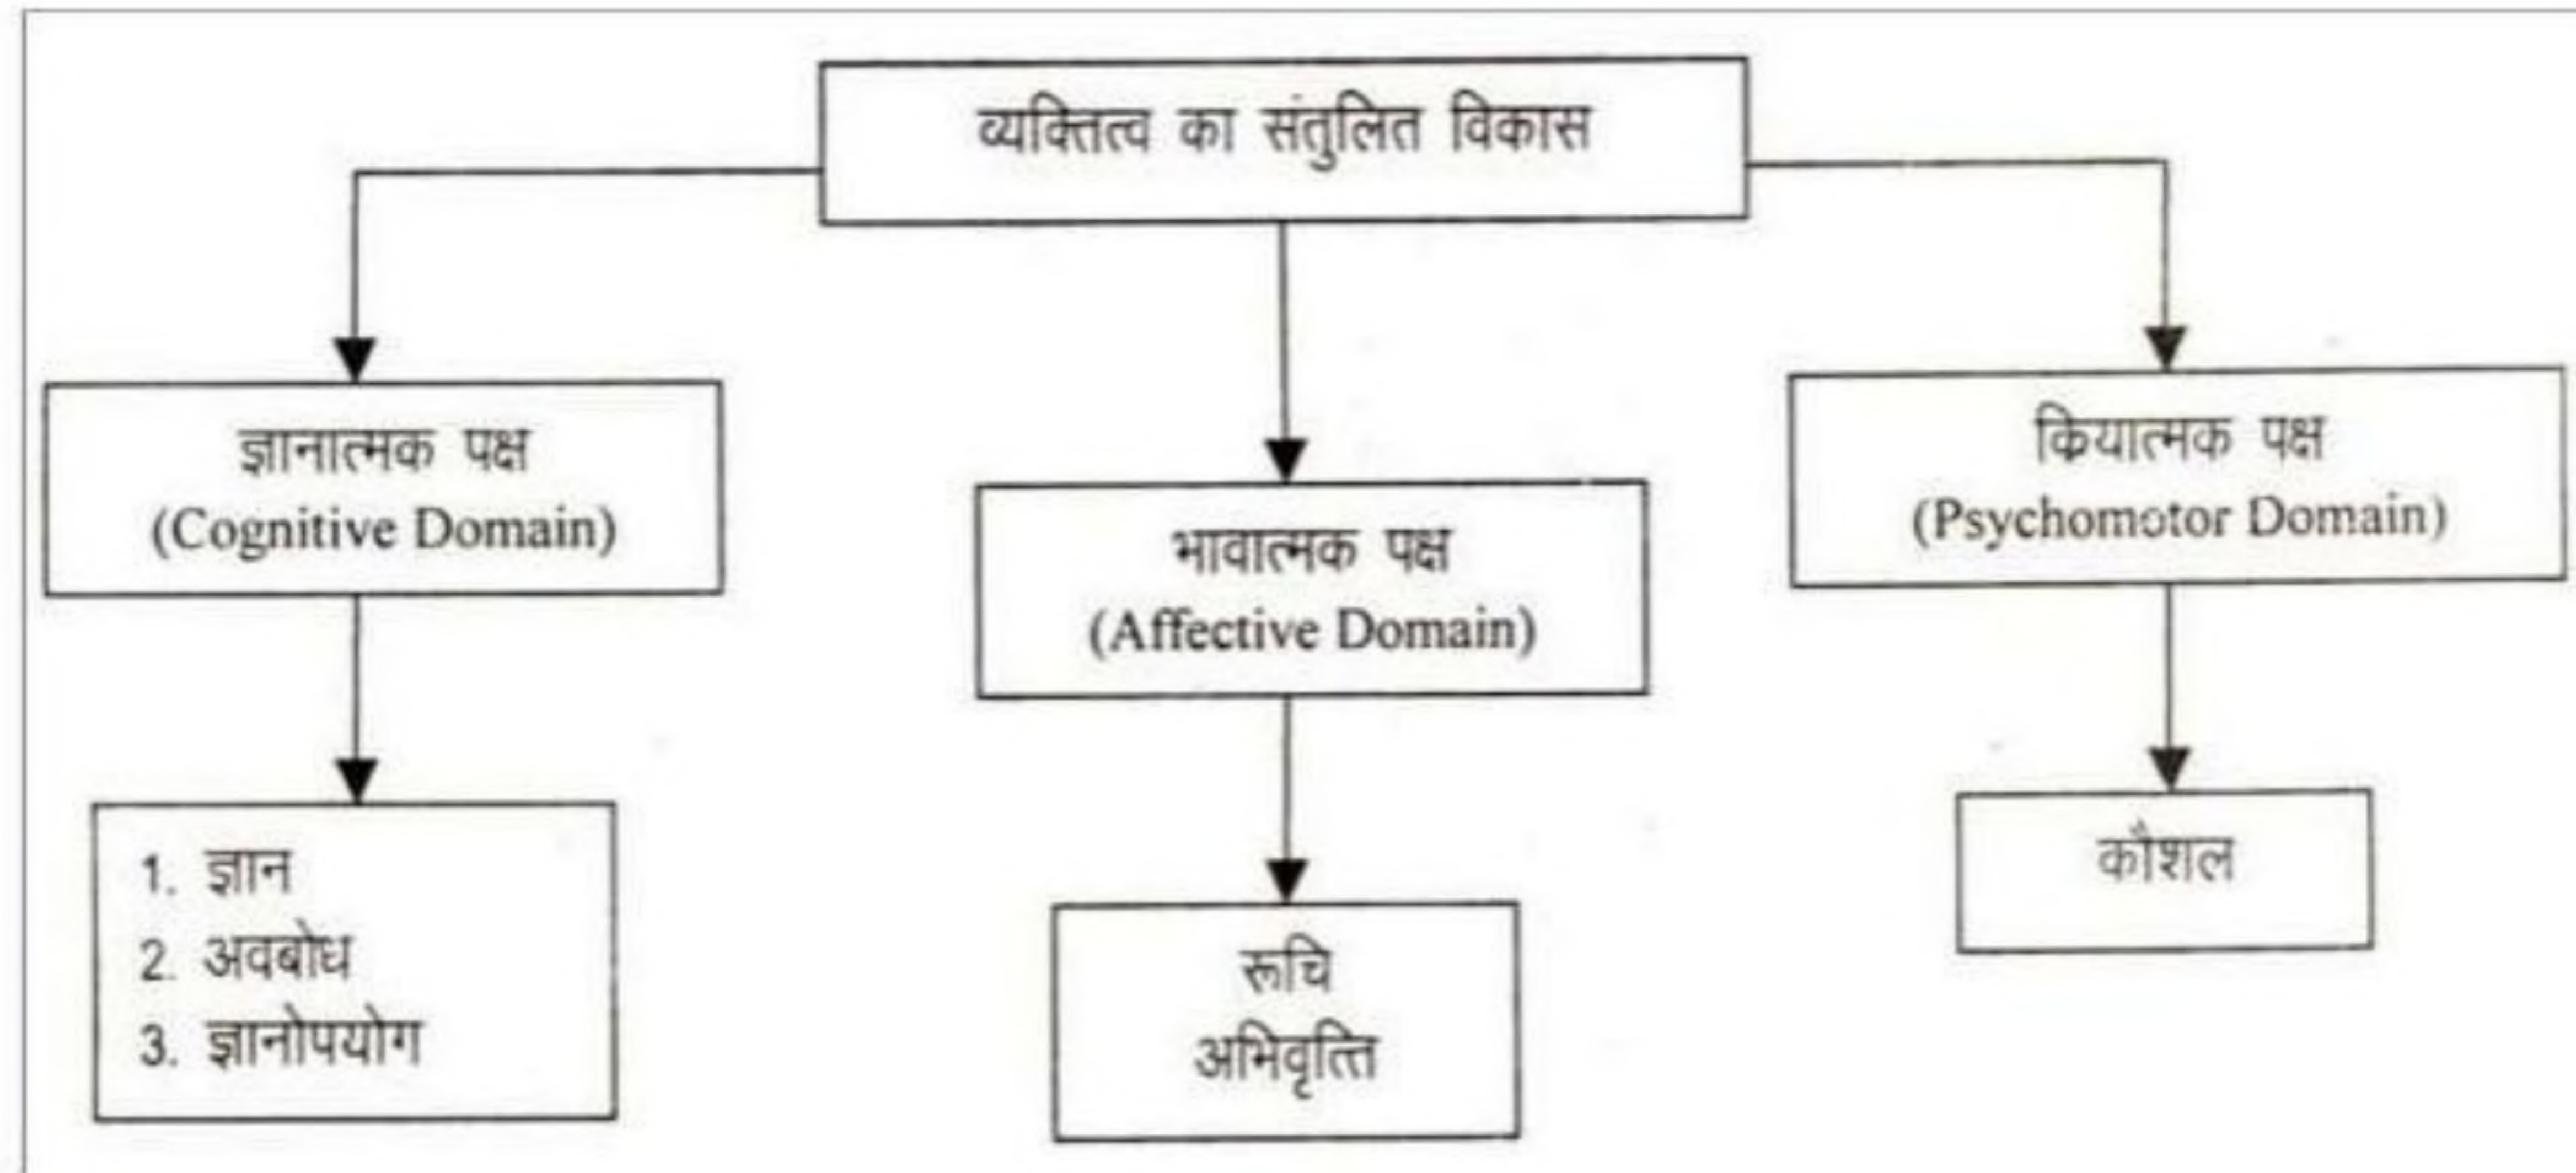 व्यक्तित्व का संतुलित विकास
ज्ञानात्मक पक्ष
(Cognitive Domain)
भावात्मक पक्ष
(Affective Domain)
क्रियात्मक पक्ष
(Psychomotor Domain)
1. ज्ञान
2. अवबोध
3. ज्ञानोपयोग
रूचि
अभिवृत्ति
कौशल